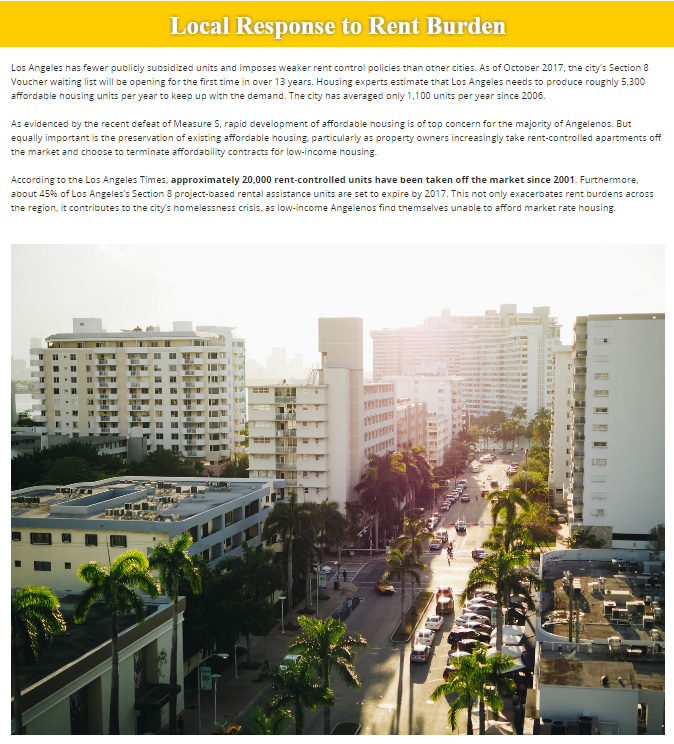 Local Response to Rent Burden
Los Angeles has fewer publicly subsidized units and imposes weaker rent control policies than other cities. As of October 2017, the city's Section 8
Voucher waiting list will be opening for the first time in over 13 years. Housing experts estimate that Los Angeles needs to produce roughly 5,300
affordable housing units per year to keep up with the demand. The city has averaged only 1,100 units per year since 2006.
As evidenced by the recent defeat of Measure S, rapid development of affordable housing is of top concern for the majority of Angelenos. But
equally important is the preservation of existing affordable housing, particularly as property owners increasingly take rent-controlled apartments off
the market and choose to terminate affordability contracts for low-income housing.
According to the Los Angeles Times, approximately 20,000 rent-controlled units have been taken off the market since 2001. Furthermore,
about 45% of Los Angeles's Section 8 project-based rental assistance units are set to expire by 2017. This not only exacerbates rent burdens across
the region, it contributes to the city's homelessness crisis, as low-income Angelenos find themselves unable to afford market rate housing.